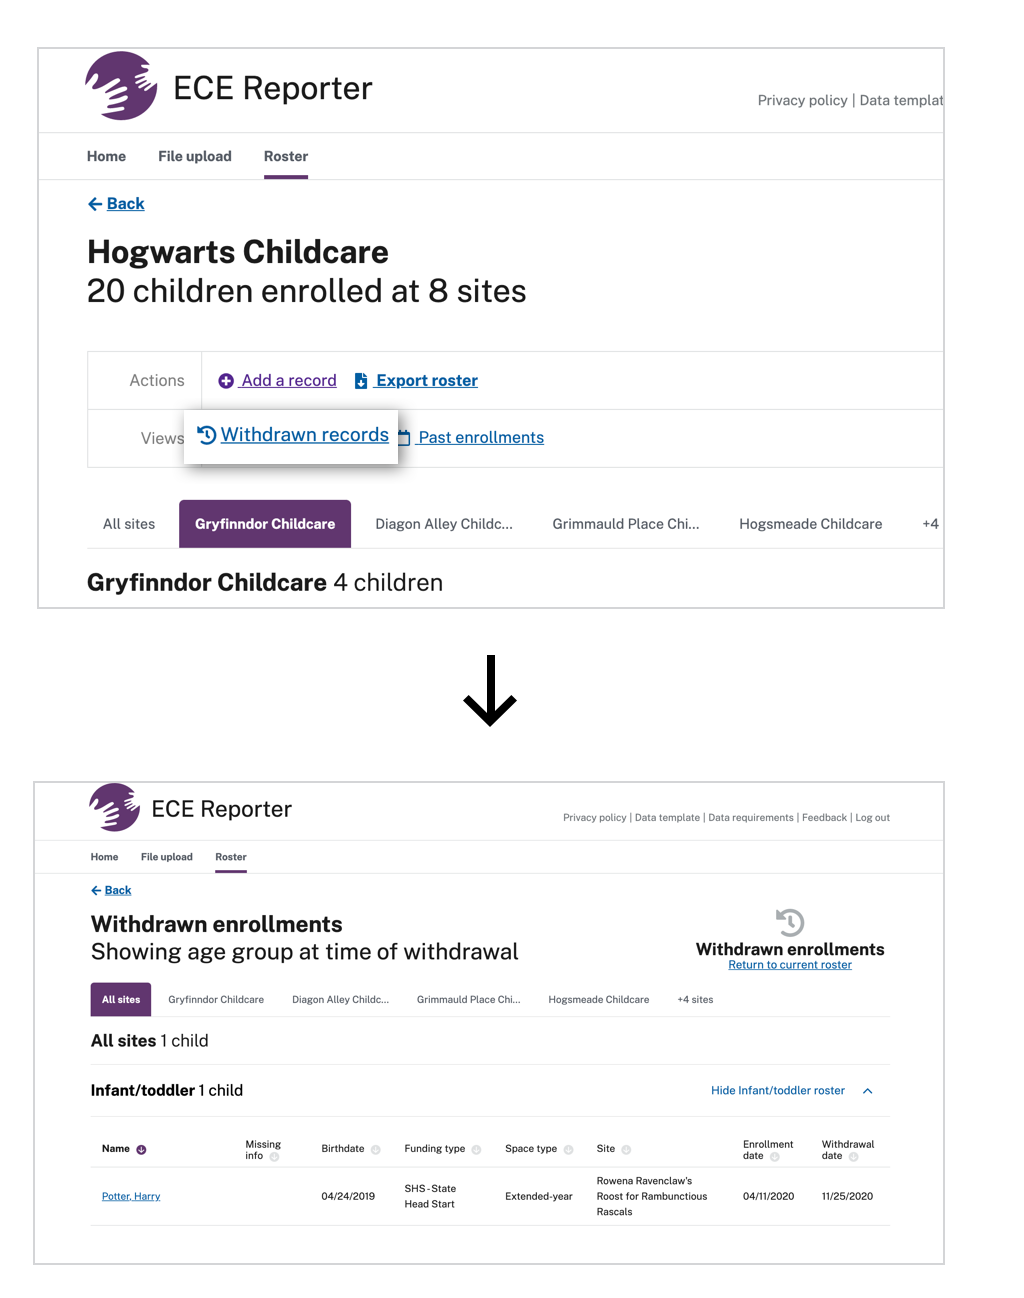 ECE Reporter
Privacy policy | Data templat
Home File upload Roster
Back
Hogwarts Childcare
20 children enrolled at 8 sites
Actions Add a record Export roster
Views Withdrawn records Past enrollments
All sites Gryfinndor Childcare Diagon Alley Childc... Grimmauld Place Chi... Hogsmeade Childcare +4
Gryfinndor Childcare 4 children
ECE Reporter
Privacy policy | Data template | Data requirements | Feedback | Log out
Home File upload Roster
Back
Withdrawn enrollments
Showing age group at time of withdrawal
Withdrawn enrollments
Return to current roster
All sites Gryfinndor Childcare Diagon Alley Childc... Grimmauld Place Chi... Hogsmeade Childcare +4 sites
All sites 1 child
Infant/toddler 1 child Hide Infant/toddler roster
Name Missing info Birthdate Funding type Space type Site Enrollment date Withdrawal date
Potter, Harry 04/24/2019 SHS - State Head Start Extended-year Rowena Ravenclaw's Roost for Rambunctious Rascals 04/11/2020 11/25/2020